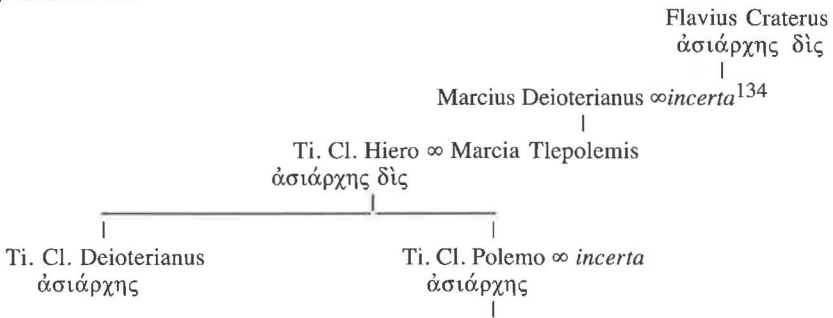 Flavius Craterus
ἀσιάρχης δὶς
Marcius Deioterianus ∞incerta134
Ti. Cl. Hiero ∞ Marcia Tlepolemis
ἀσιάρχης δὶς
Ti. Cl. Deioterianus Ti. Cl. Polemo ∞ incerta
ἀσιάρχης ἀσιάρχης